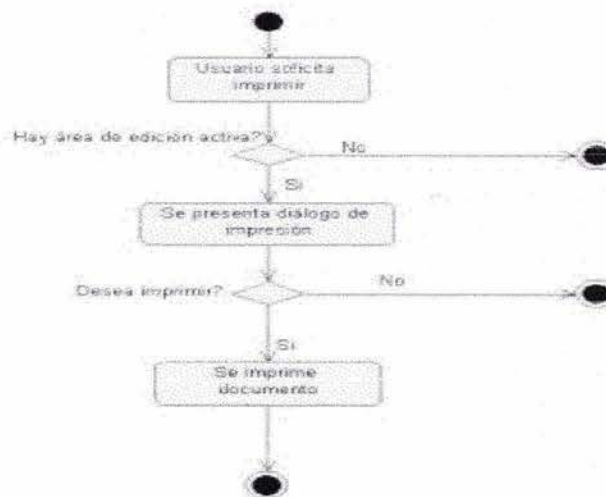 Usuario solicita
imprimir
Hay área de edición activa?
No
Si
Se presenta diálogo de
impresión
Desea imprimir?
No
Si
Se imprime
documento